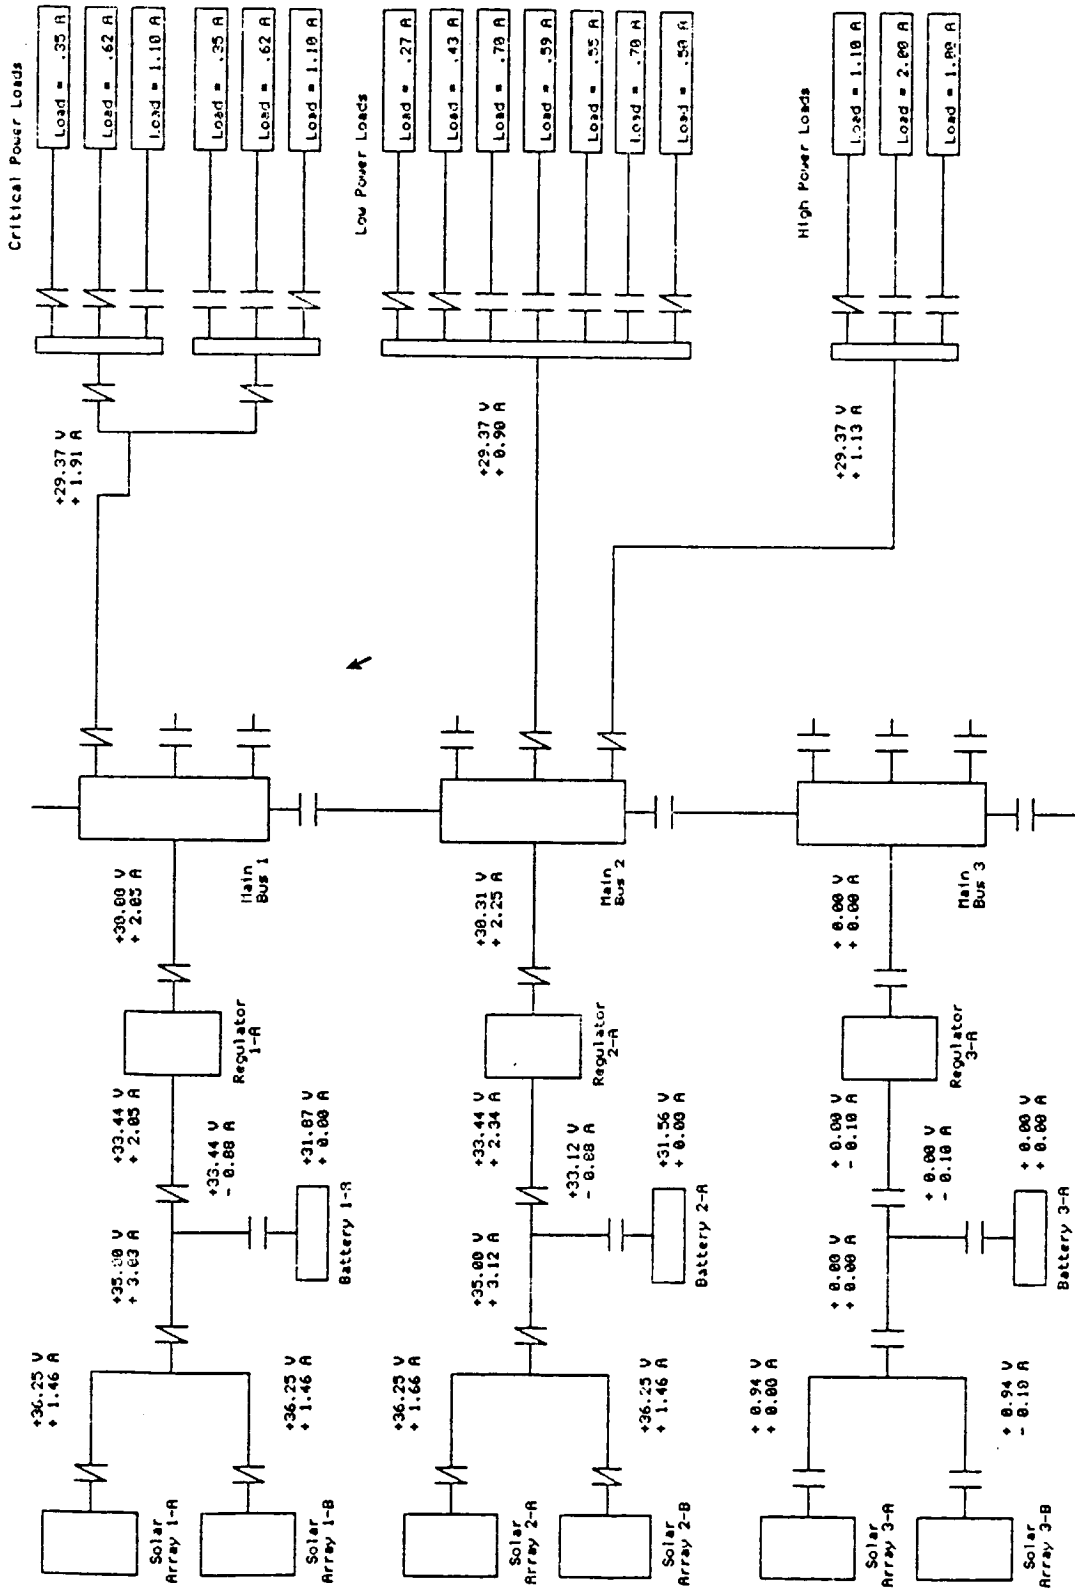 Critical Power Loads
Load = .35 A
Load = .62 A
Load = 1.10 A
Load = .35 A
Load = .62 A
Load = 1.10 A
Low Power Loads
Load = .27 A
Load = .43 A
Load = .70 A
Load = .59 A
Load = .55 A
Load = .70 A
Load = .50 A
High Power Loads
Load = 1.10 A
Load = 2.00 A
Load = 1.00 A
+29.37 V
+ 1.91 A
+29.37 V
+ 0.90 A
+29.37 V
+ 1.13 A
Main
Bus 1
Main
Bus 2
Main
Bus 3
+30.00 V
+ 2.05 A
+30.31 V
+ 2.25 A
+ 0.00 V
+ 0.00 A
Regulator
1-A
Regulator
2-A
Regulator
3-A
+33.44 V
+ 2.05 A
+33.44 V
- 0.88 A
+31.87 V
+ 0.00 A
+33.44 V
+ 2.34 A
+33.12 V
- 0.88 A
+31.56 V
+ 0.00 A
+ 0.00 V
- 0.10 A
+ 0.00 V
- 0.10 A
+ 0.00 V
+ 0.00 A
Battery 1-A
Battery 2-A
Battery 3-A
+35.00 V
+ 3.03 A
+35.00 V
+ 3.12 A
+ 0.00 V
+ 0.00 A
+36.25 V
+ 1.46 A
+36.25 V
+ 1.46 A
+36.25 V
+ 1.66 A
+36.25 V
+ 1.46 A
+ 0.94 V
+ 0.00 A
+ 0.94 V
- 0.10 A
Solar
Array 1-A
Solar
Array 1-B
Solar
Array 2-A
Solar
Array 2-B
Solar
Array 3-A
Solar
Array 3-B